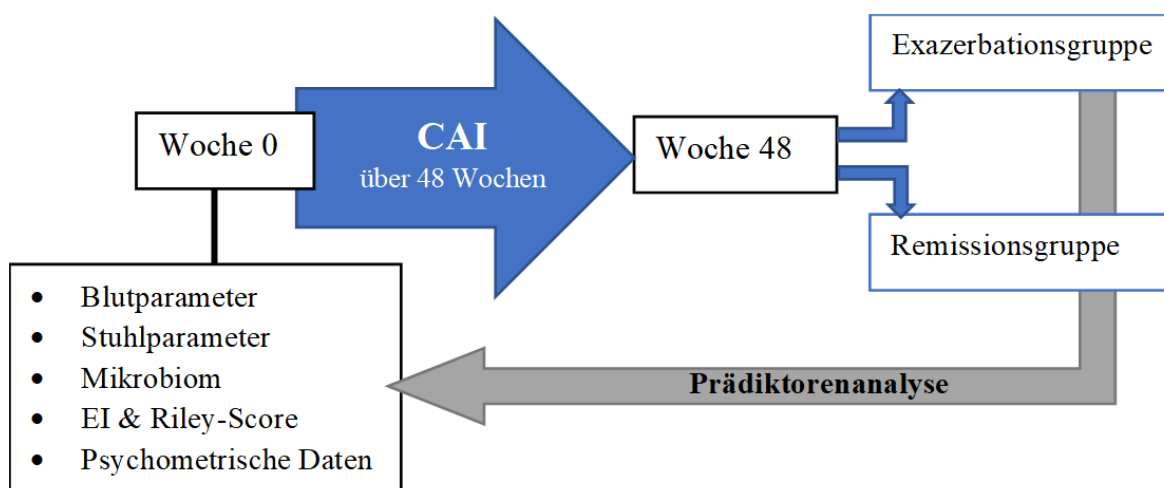 Exazerbationsgruppe
Woche 0
CAI
über 48 Wochen
Woche 48
Remissionsgruppe
• Blutparameter
• Stuhlparameter
• Mikrobiom
• EI & Riley-Score
• Psychometrische Daten
Prädiktorenanalyse